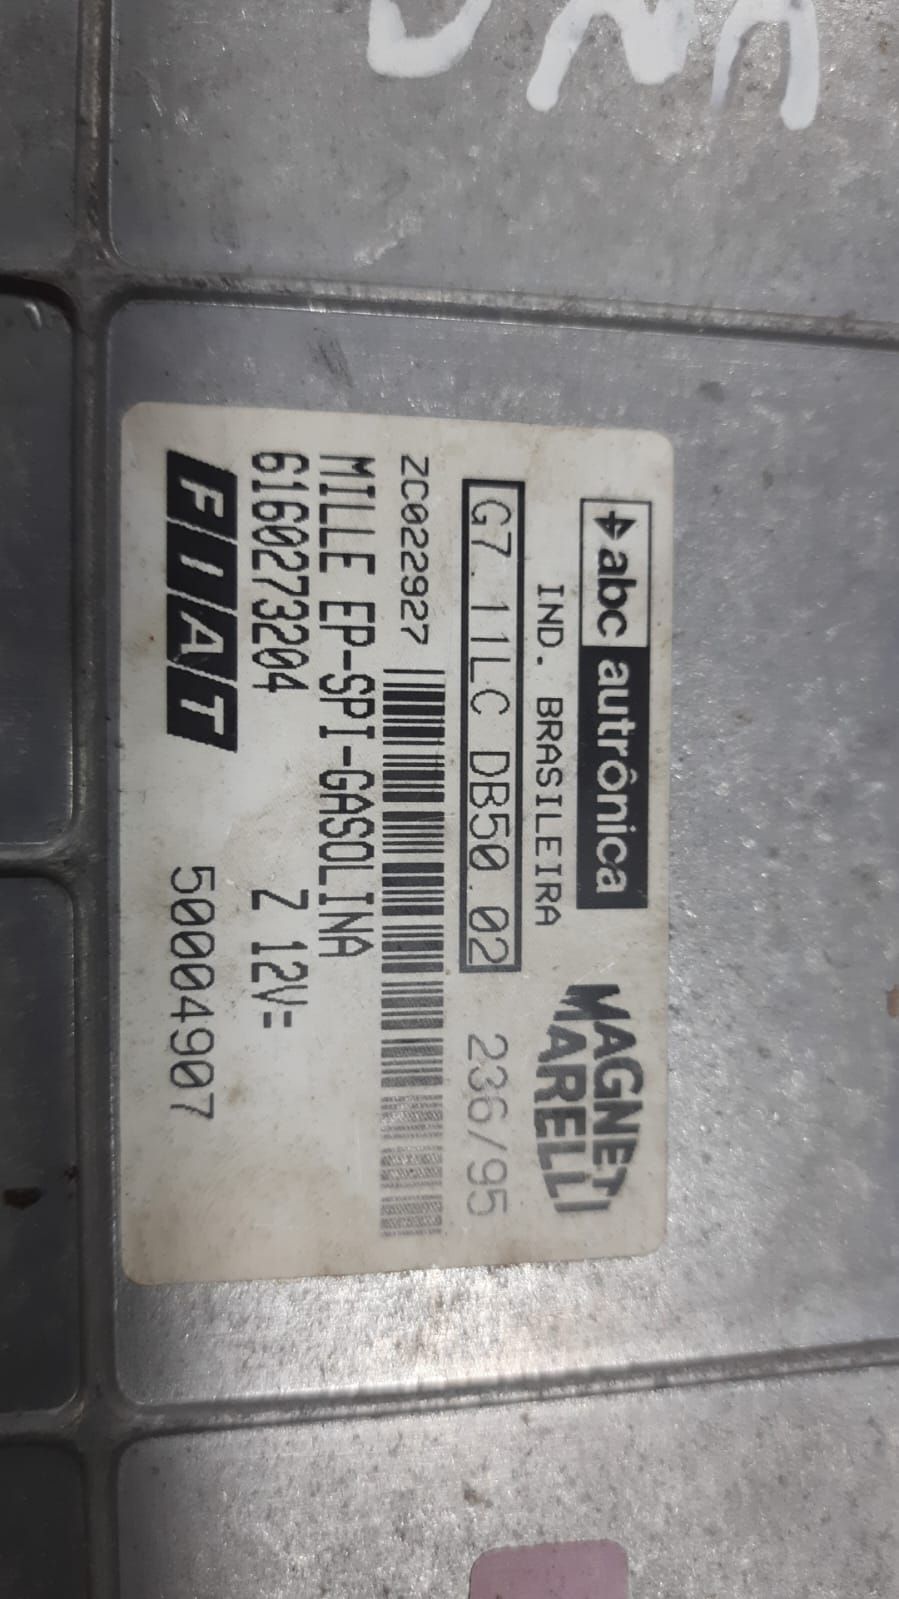 abc autrônica
MAGNETI
MARELLI
IND. BRASILEIRA
G7.11LC DB50.02 236/95
ZC022927
MILLE EP-SPI-GASOLINA
6160273204 Z 12V=
FIAT 50004907